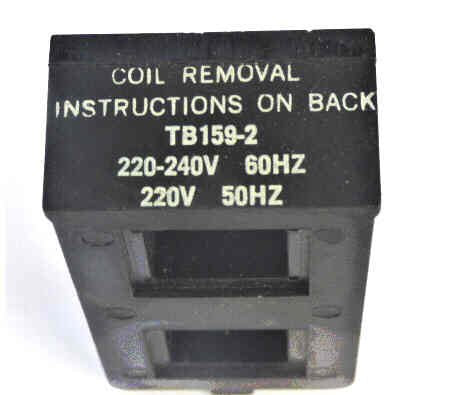 COIL REMOVAL
INSTRUCTIONS ON BACK
TB159-2
220-240V 60HZ
220V 50HZ